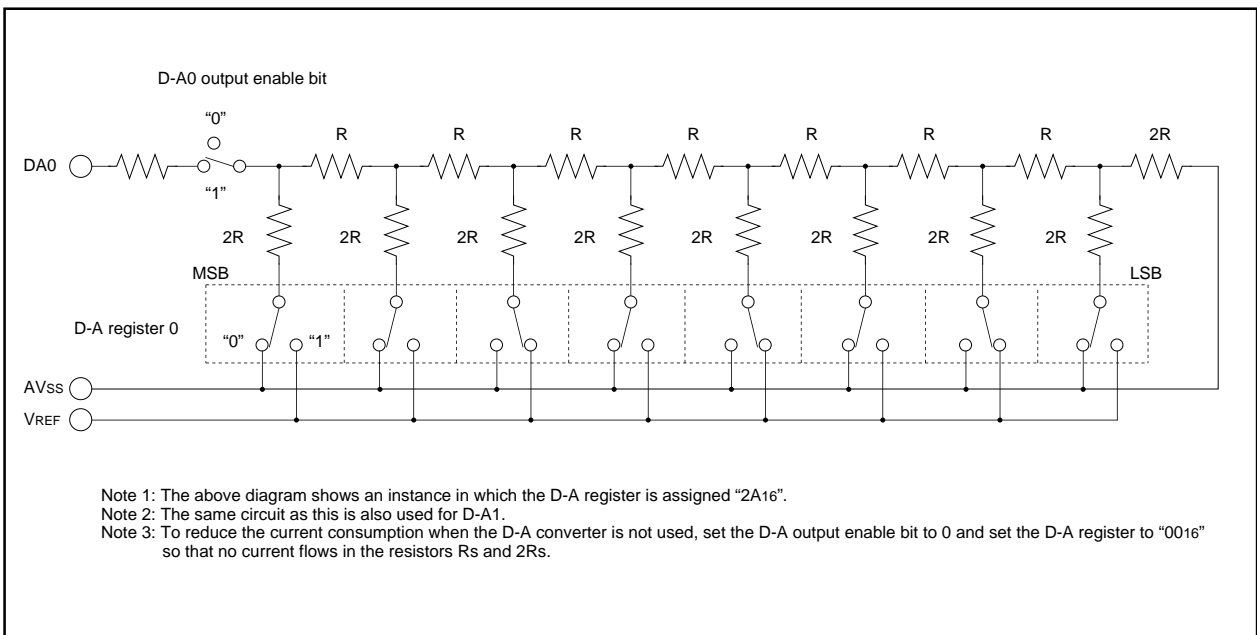 D-A0 output enable bit
“0”
R R R R R R R 2R
DA0
“1”
2R 2R 2R 2R 2R 2R 2R 2R
MSB LSB
D-A register 0
“0” “1”
AVSS
VREF
Note 1: The above diagram shows an instance in which the D-A register is assigned “2A16”.
Note 2: The same circuit as this is also used for D-A1.
Note 3: To reduce the current consumption when the D-A converter is not used, set the D-A output enable bit to 0 and set the D-A register to “0016”
so that no current flows in the resistors Rs and 2Rs.